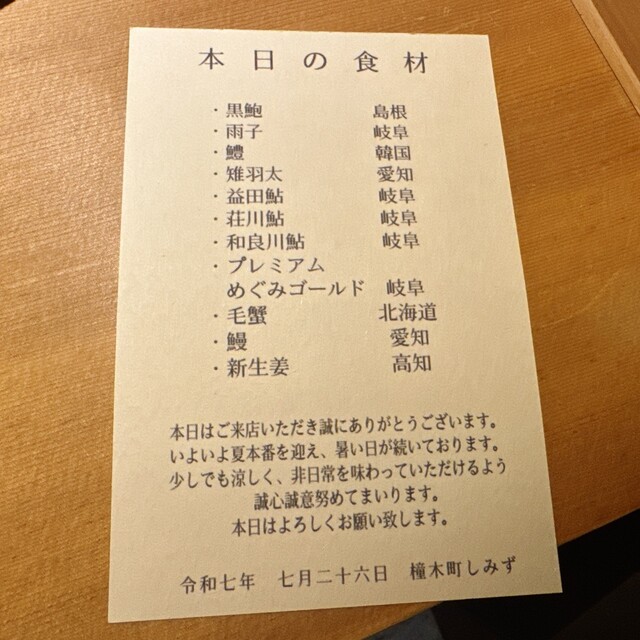 本日の食材
・黒鮑 島根
・雨子 岐阜
・鱧 韓国
・雉羽太 愛知
・益田鮎 岐阜
・荘川鮎 岐阜
・和良川鮎 岐阜
・プレミアム
めぐみゴールド 岐阜
・毛蟹 北海道
・鰻 愛知
・新生姜 高知
本日はご来店いただき誠にありがとうございます。
いよいよ夏本番を迎え、暑い日が続いております。
少しでも涼しく、非日常を味わっていただけるよう
誠心誠意努めてまいります。
本日はよろしくお願い致します。
令和七年 七月二十六日 橦木町しみず